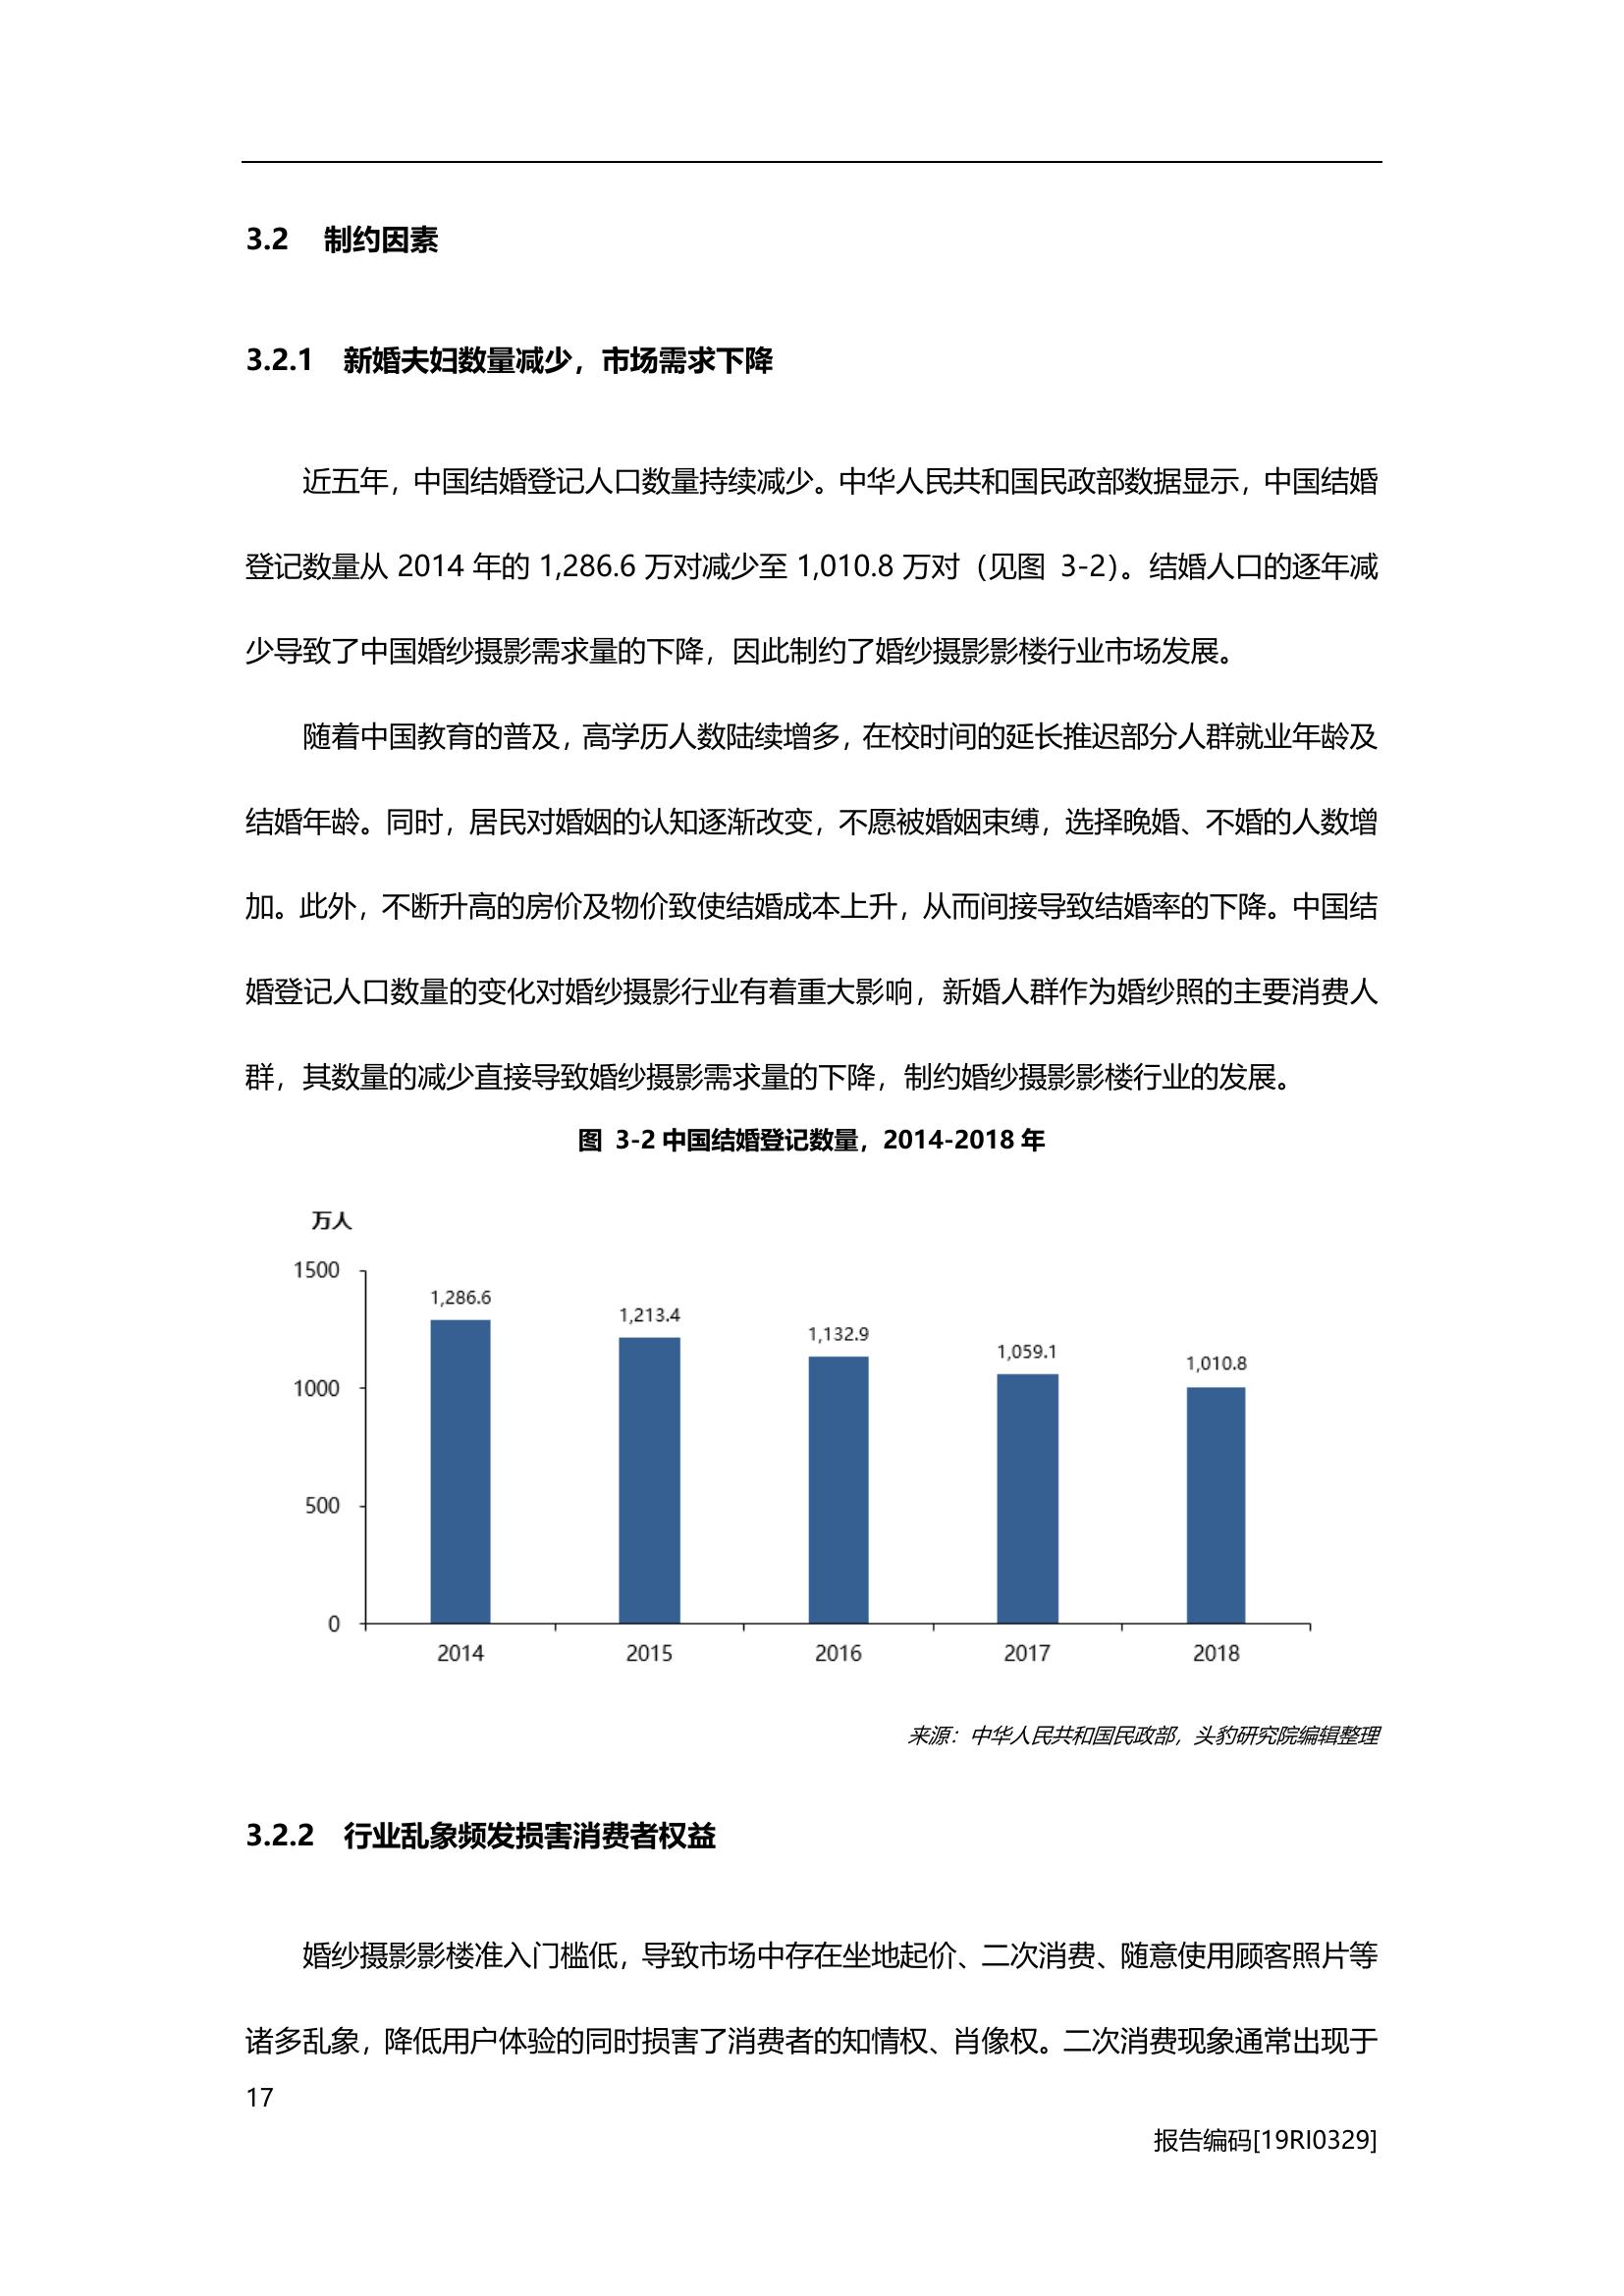 3.2 制约因素
3.2.1 新婚夫妇数量减少，市场需求下降
近五年，中国结婚登记人口数量持续减少。中华人民共和国民政部数据显示，中国结婚
登记数量从 2014 年的 1,286.6 万对减少至 1,010.8 万对（见图 3-2）。结婚人口的逐年减
少导致了中国婚纱摄影需求量的下降，因此制约了婚纱摄影影楼行业市场发展。
随着中国教育的普及，高学历人数陆续增多，在校时间的延长推迟部分人群就业年龄及
结婚年龄。同时，居民对婚姻的认知逐渐改变，不愿被婚姻束缚，选择晚婚、不婚的人数增
加。此外，不断升高的房价及物价致使结婚成本上升，从而间接导致结婚率的下降。中国结
婚登记人口数量的变化对婚纱摄影行业有着重大影响，新婚人群作为婚纱照的主要消费人
群，其数量的减少直接导致婚纱摄影需求量的下降，制约婚纱摄影影楼行业的发展。
图 3-2 中国结婚登记数量，2014-2018 年
万人
1500
1,286.6
1,213.4
1,132.9
1,059.1
1,010.8
1000
500
0
2014 2015 2016 2017 2018
来源：中华人民共和国民政部，头豹研究院编辑整理
3.2.2 行业乱象频发损害消费者权益
婚纱摄影影楼准入门槛低，导致市场中存在坐地起价、二次消费、随意使用顾客照片等
诸多乱象，降低用户体验的同时损害了消费者的知情权、肖像权。二次消费现象通常出现于
17
报告编码[19RI0329]